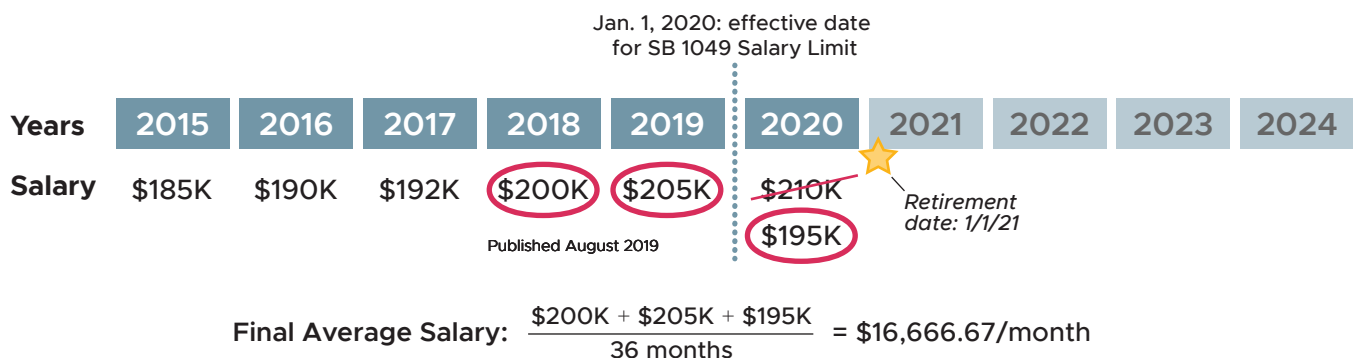 Jan. 1, 2020: effective date
for SB 1049 Salary Limit
Years 2015 2016 2017 2018 2019 2020 2021 2022 2023 2024
Salary $185K $190K $192K $200K $205K $210K
Retirement
date: 1/1/21
$195K
Published August 2019
Final Average Salary: $200K + $205K + $195K = $16,666.67/month
36 months